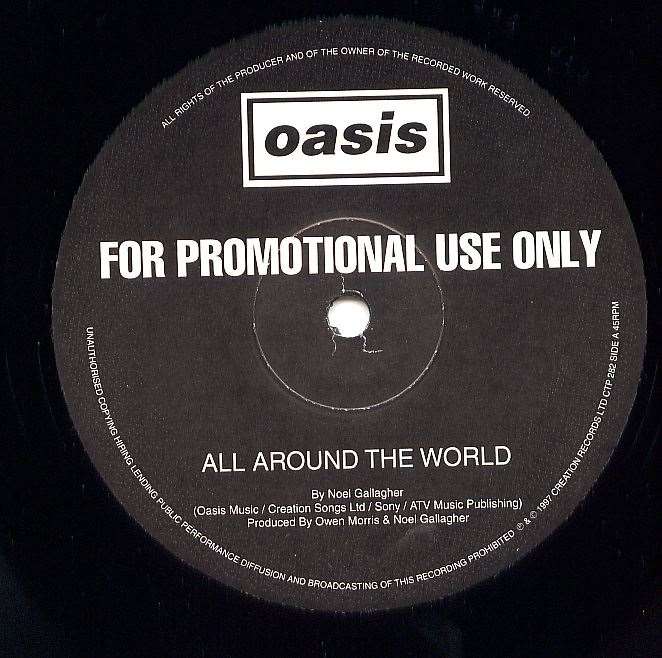 ALL RIGHTS OF THE PRODUCER AND OF THE OWNER OF THE RECORDED WORK RESERVED
oasis
FOR PROMOTIONAL USE ONLY
ALL AROUND THE WORLD
By Noel Gallagher
(Oasis Music / Creation Songs Ltd / Sony / ATV Music Publishing)
Produced By Owen Morris & Noel Gallagher
UNAUTHORISED COPYING HIRING LENDING PUBLIC PERFORMANCE DIFFUSION AND BROADCASTING OF THIS RECORDING PROHIBITED ℗ & © 1997 CREATION RECORDS LTD CTP 282 SIDE A 45RPM